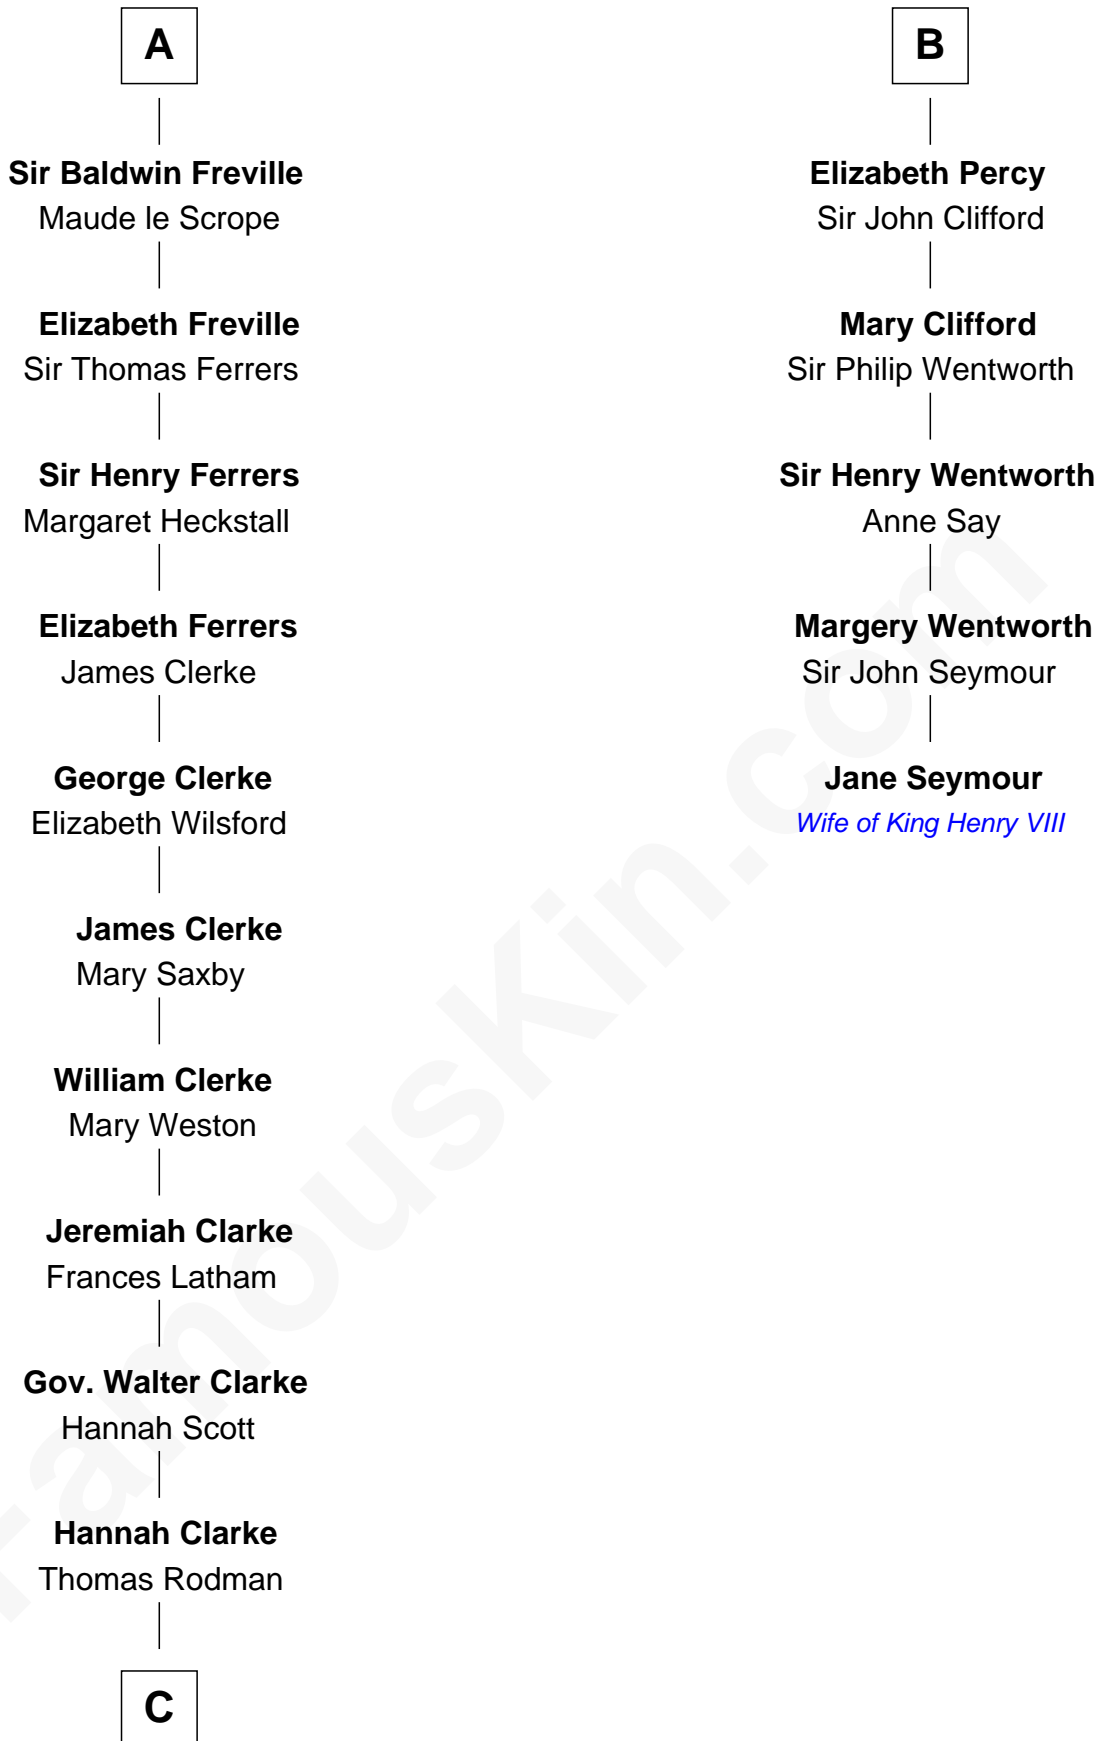 A
Sir Baldwin Freville
Maude le Scrope
Elizabeth Freville
Sir Thomas Ferrers
Sir Henry Ferrers
Margaret Heckstall
Elizabeth Ferrers
James Clerke
George Clerke
Elizabeth Wilsford
James Clerke
Mary Saxby
William Clerke
Mary Weston
Jeremiah Clarke
Frances Latham
Gov. Walter Clarke
Hannah Scott
Hannah Clarke
Thomas Rodman
C
B
Elizabeth Percy
Sir John Clifford
Mary Clifford
Sir Philip Wentworth
Sir Henry Wentworth
Anne Say
Margery Wentworth
Sir John Seymour
Jane Seymour
Wife of King Henry VIII
FamousKin.com